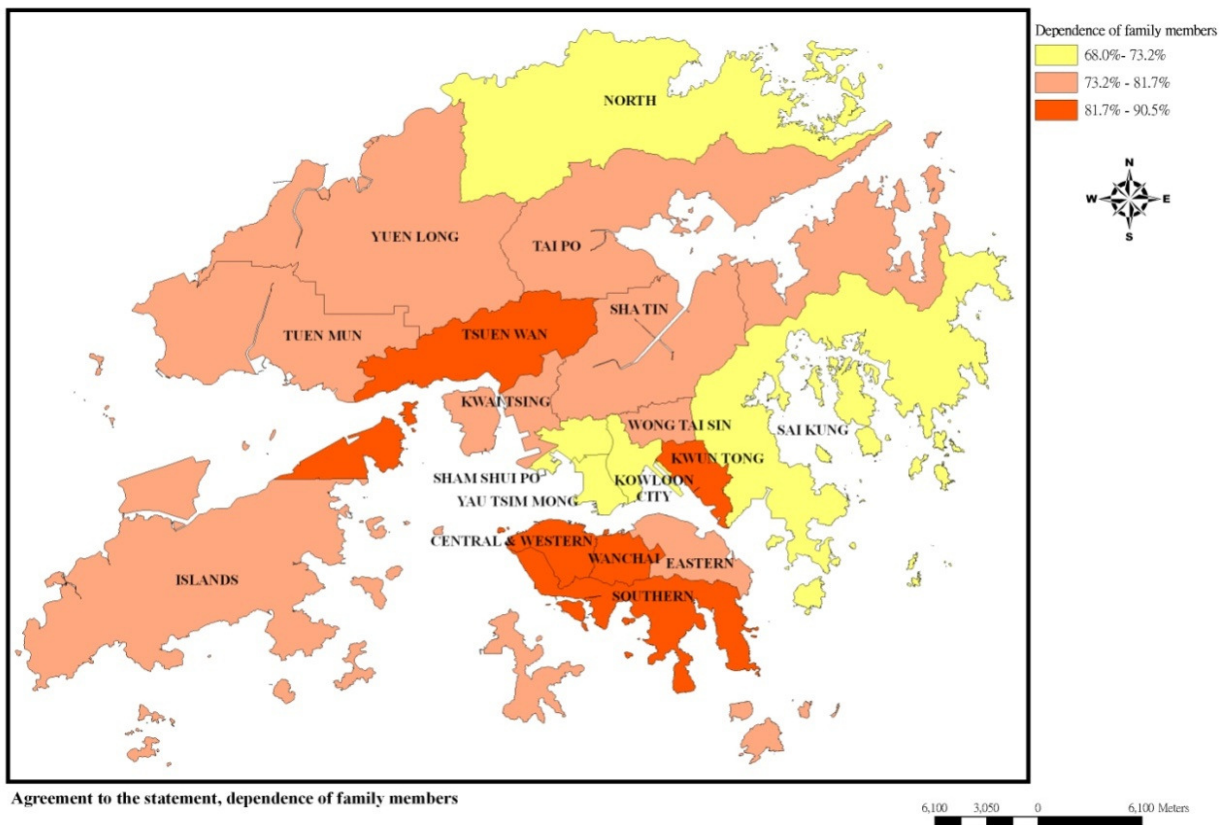 Dependence of family members
68.0%- 73.2%
73.2% - 81.7%
81.7% - 90.5%
N
W E
S
NORTH
YUEN LONG
TAI PO
SHA TIN
TUEN MUN
TSUEN WAN
KWAI TSING
WONG TAI SIN
SAI KUNG
KWUN TONG
SHAM SHUI PO
KOWLOON
CITY
YAU TSIM MONG
CENTRAL & WESTERN
WANCHAI
EASTERN
ISLANDS
SOUTHERN
Agreement to the statement, dependence of family members
6,100 3,050 0 6,100 Meters